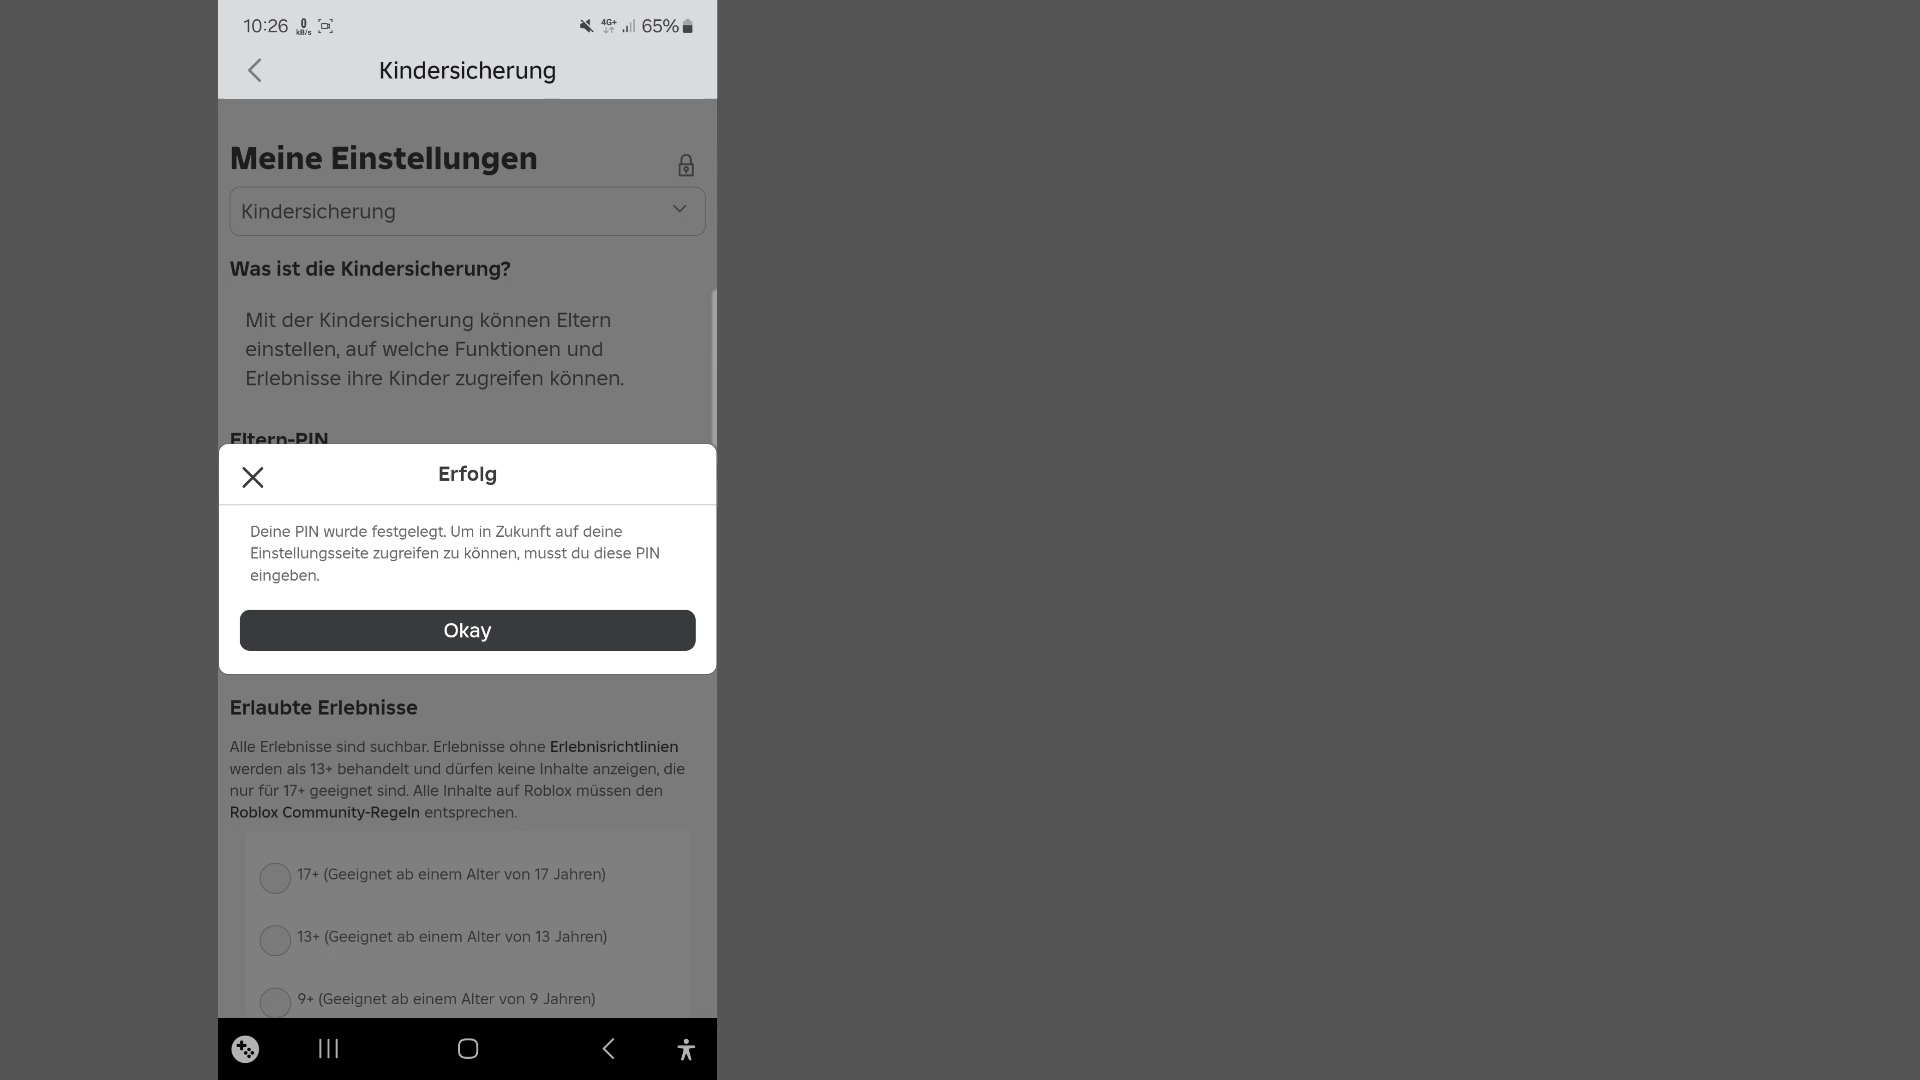 10:26 0 kB/s 4G+ 65%
Kindersicherung
Meine Einstellungen
Kindersicherung
Was ist die Kindersicherung?
Mit der Kindersicherung können Eltern
einstellen, auf welche Funktionen und
Erlebnisse ihre Kinder zugreifen können.
Eltern-PIN
Erfolg
Deine PIN wurde festgelegt. Um in Zukunft auf deine
Einstellungsseite zugreifen zu können, musst du diese PIN
eingeben.
Okay
Erlaubte Erlebnisse
Alle Erlebnisse sind suchbar. Erlebnisse ohne Erlebnisrichtlinien
werden als 13+ behandelt und dürfen keine Inhalte anzeigen, die
nur für 17+ geeignet sind. Alle Inhalte auf Roblox müssen den
Roblox Community-Regeln entsprechen.
17+ (Geeignet ab einem Alter von 17 Jahren)
13+ (Geeignet ab einem Alter von 13 Jahren)
9+ (Geeignet ab einem Alter von 9 Jahren)